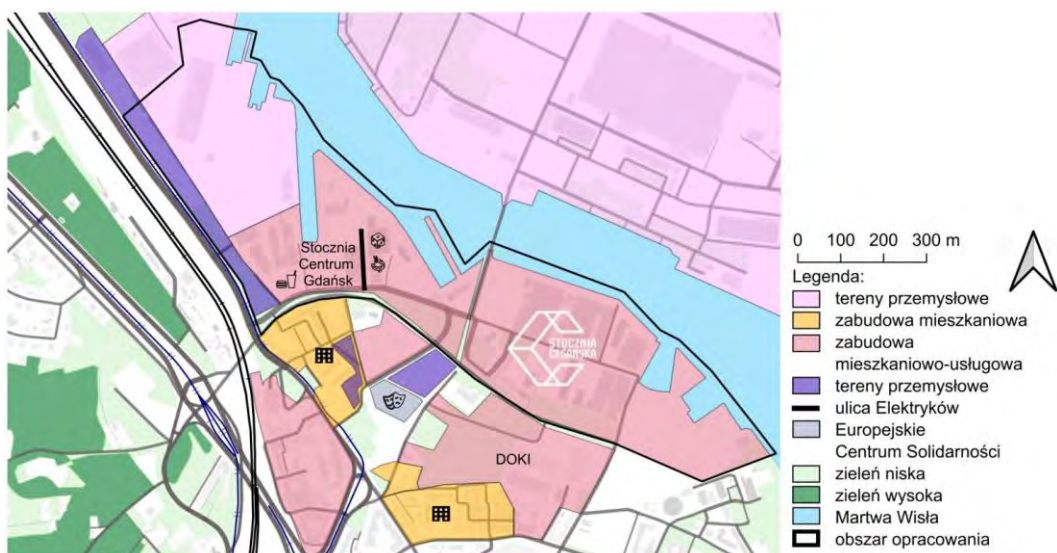 Stocznia
Centrum
Gdańsk
STOCZNIA
GDAŃSKA
DOKI
0 100 200 300 m
Legenda:
tereny przemysłowe
zabudowa mieszkaniowa
zabudowa
mieszkaniowo-usługowa
tereny przemysłowe
ulica Elektryków
Europejskie
Centrum Solidarności
zieleń niska
zieleń wysoka
Martwa Wisła
obszar opracowania